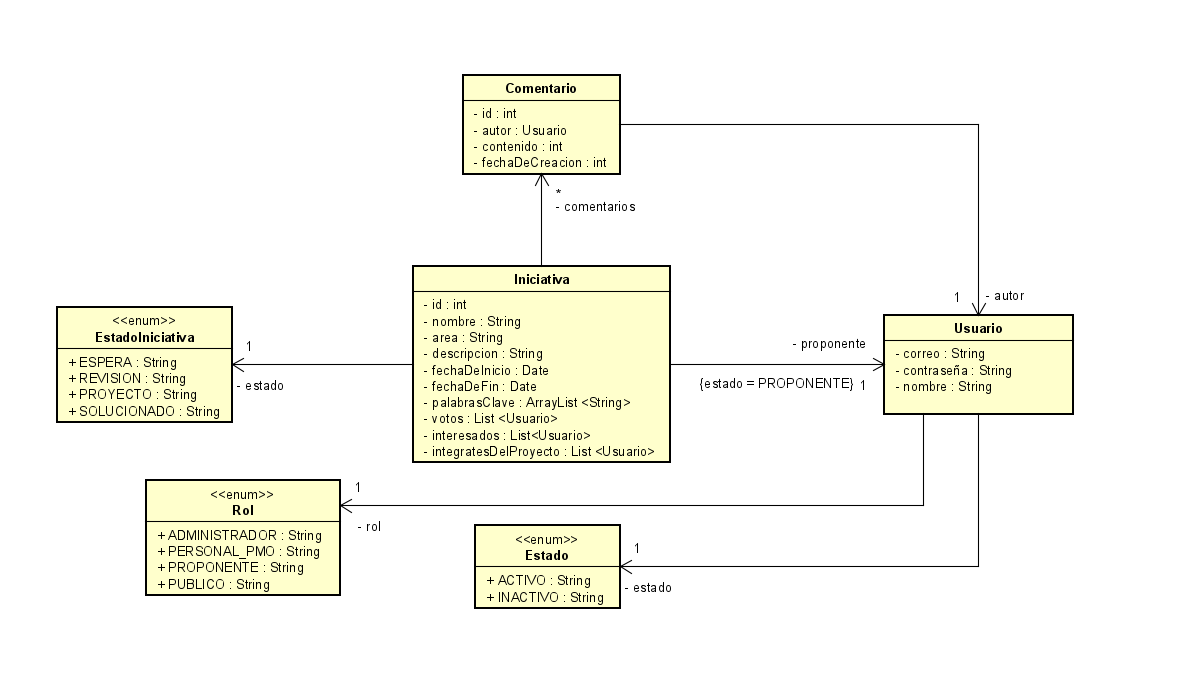 Comentario
- id : int
- autor : Usuario
- contenido : int
- fechaDeCreacion : int
*
- comentarios
1
- autor
Iniciativa
- id : int
- nombre : String
- area : String
- descripcion : String
- fechaDeInicio : Date
- fechaDeFin : Date
- palabrasClave : ArrayList <String>
- votos : List <Usuario>
- interesados : List<Usuario>
- integratesDelProyecto : List <Usuario>
<<enum>>
EstadoIniciativa
+ ESPERA : String
+ REVISION : String
+ PROYECTO : String
+ SOLUCIONADO : String
1
- estado
- proponente
{estado = PROPONENTE} 1
Usuario
- correo : String
- contraseña : String
- nombre : String
<<enum>>
Rol
+ ADMINISTRADOR : String
+ PERSONAL_PMO : String
+ PROPONENTE : String
+ PUBLICO : String
1
- rol
<<enum>>
Estado
+ ACTIVO : String
+ INACTIVO : String
1
- estado